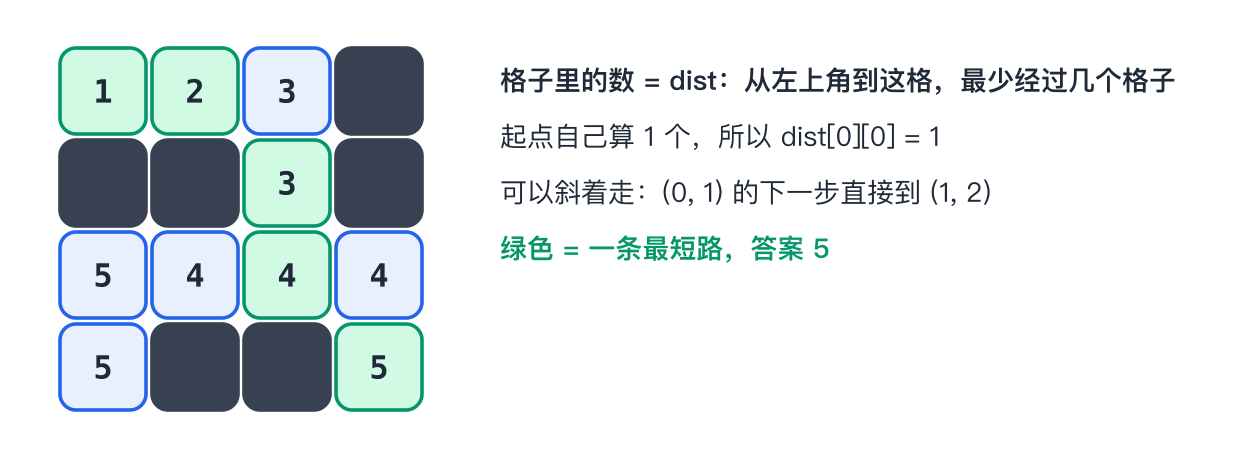 1 2 3
3
5 4 4 4
5 5
格子里的数 = dist：从左上角到这格，最少经过几个格子
起点自己算 1 个，所以 dist[0][0] = 1
可以斜着走：(0, 1) 的下一步直接到 (1, 2)
绿色 = 一条最短路，答案 5